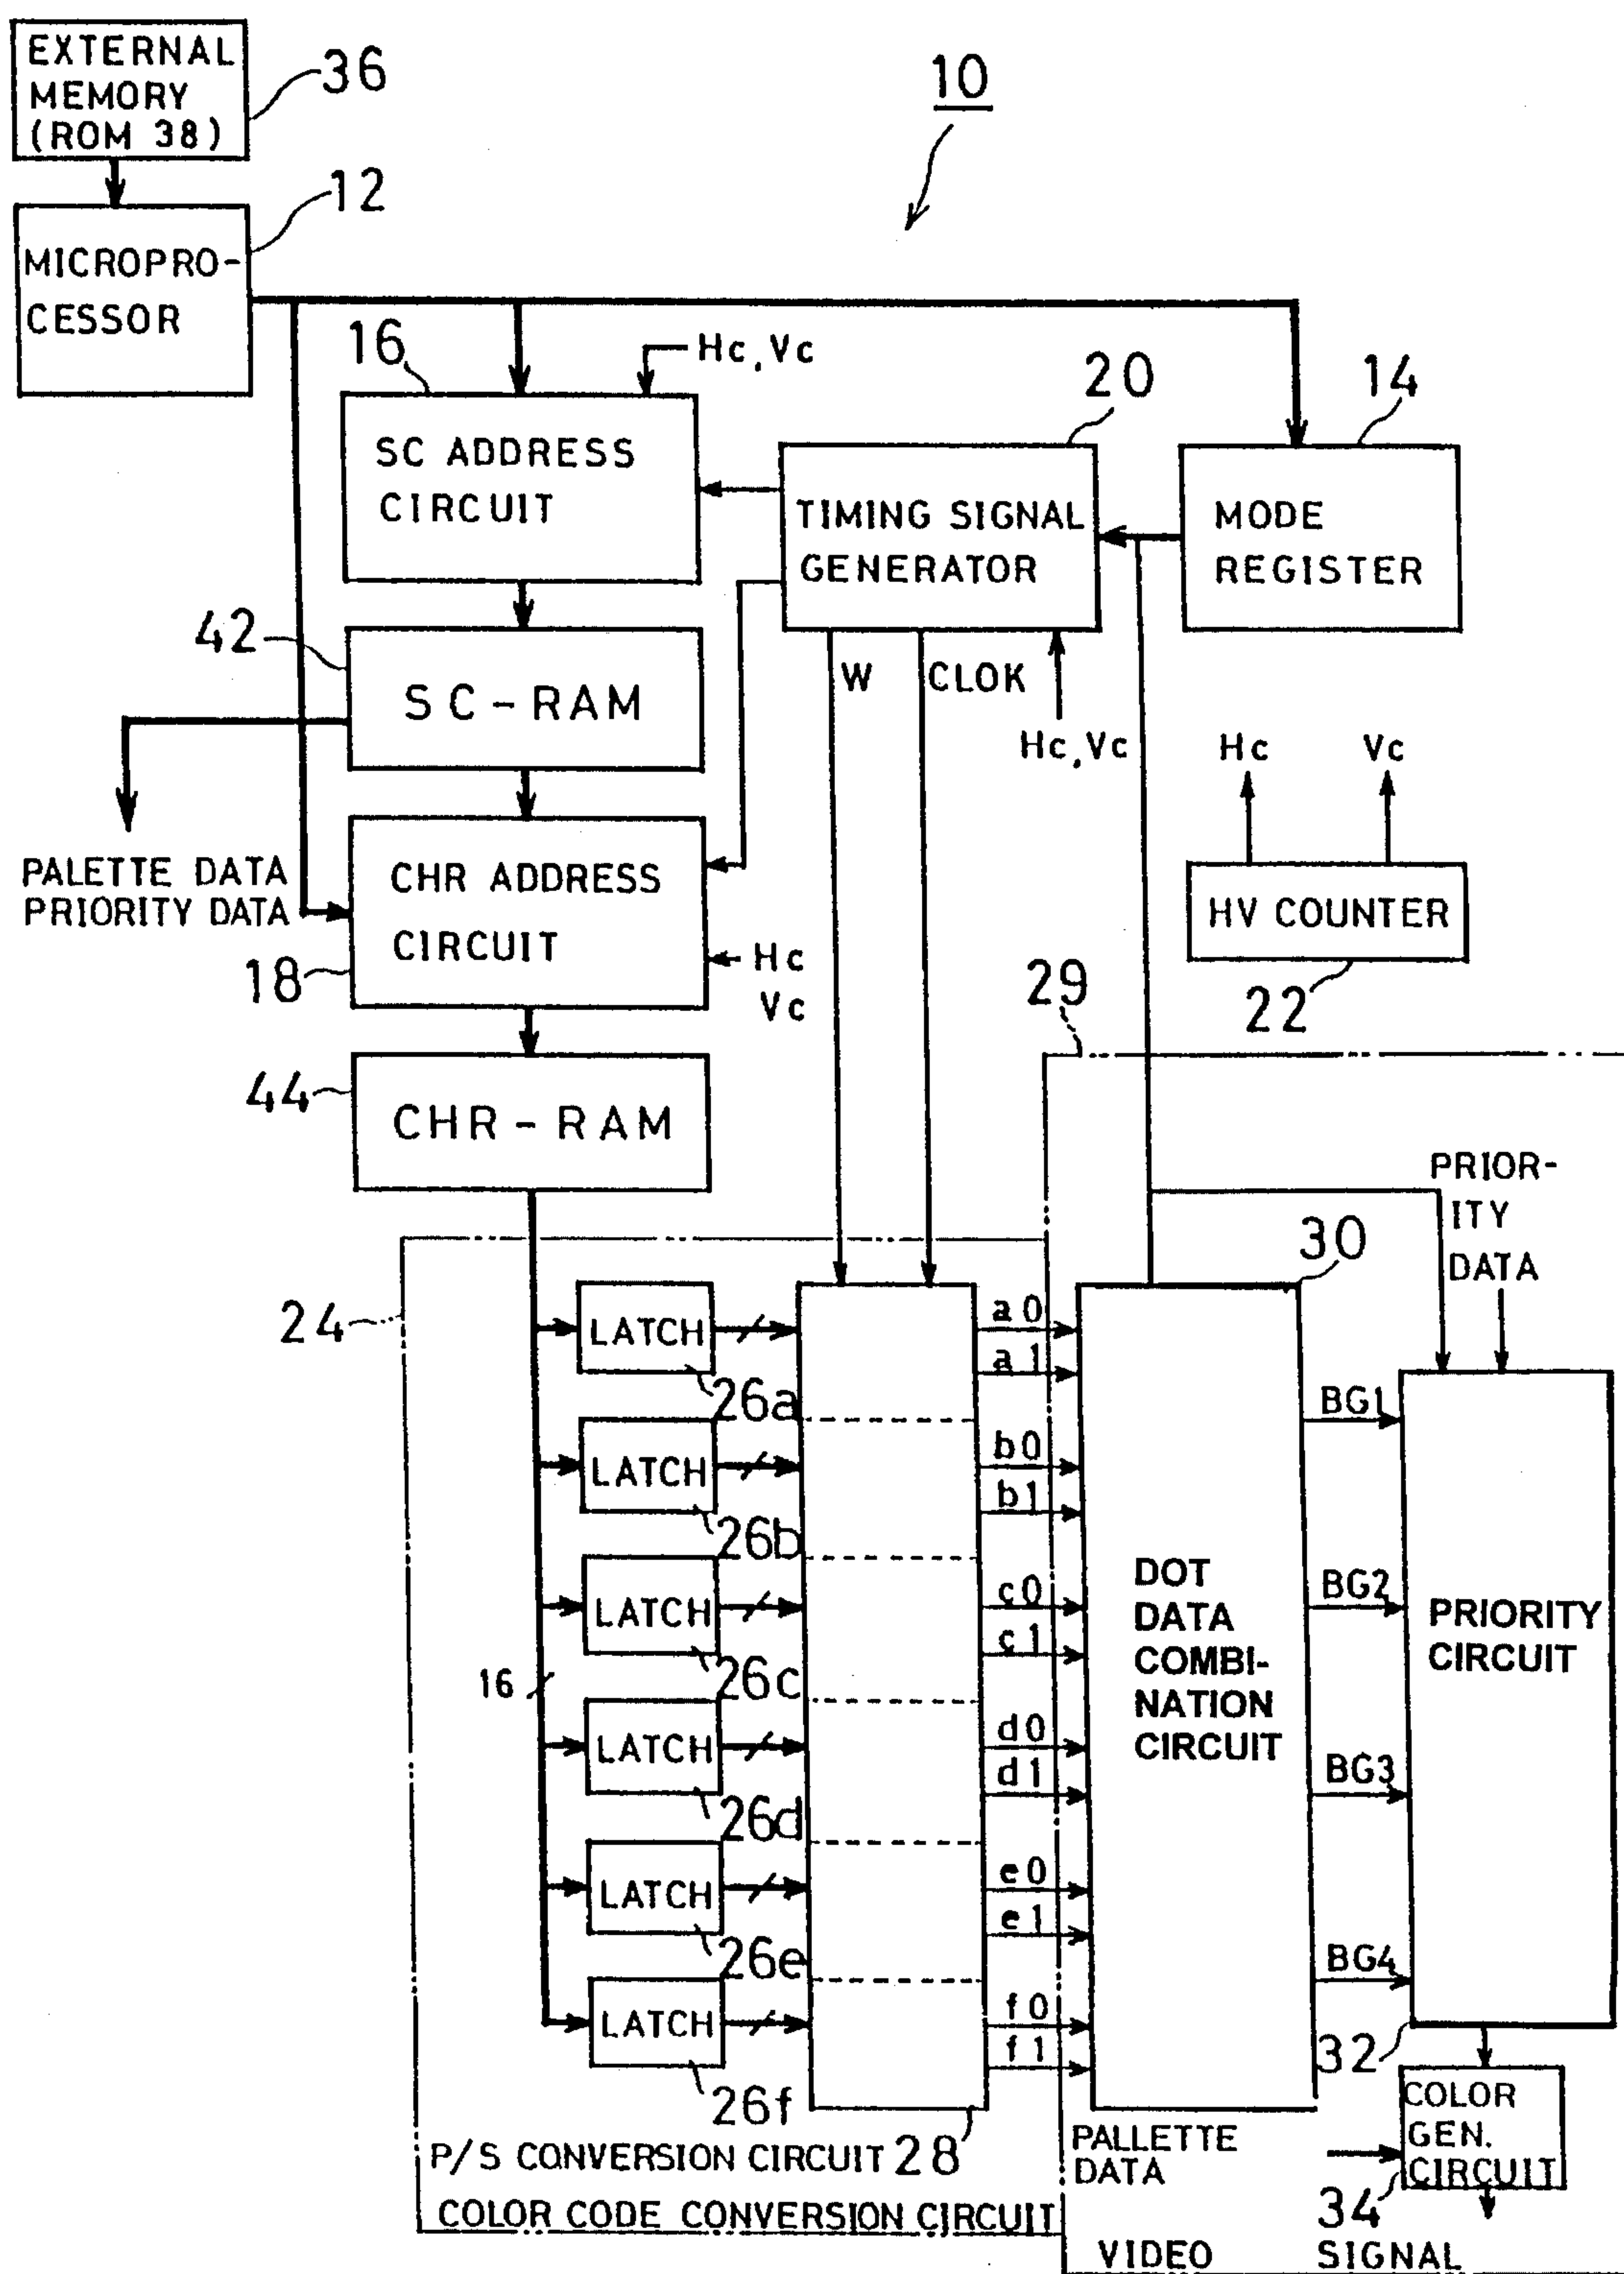 EXTERNAL
MEMORY
(ROM 38)
36
10
12
MICROPRO-
CESSOR
16
Hc,Vc
20
14
SC ADDRESS
CIRCUIT
TIMING SIGNAL
GENERATOR
MODE
REGISTER
42
SC-RAM
W
CLOK
Hc,Vc
Hc
Vc
PALETTE DATA
PRIORITY DATA
CHR ADDRESS
CIRCUIT
18
Hc
Vc
HV COUNTER
22
29
44
CHR-RAM
PRIOR-
ITY
DATA
30
24
LATCH
26a
a0
a1
BG1
LATCH
26b
b0
b1
LATCH
26c
c0
c1
BG2
DOT
DATA
COMBI-
NATION
CIRCUIT
PRIORITY
CIRCUIT
16
LATCH
26d
d0
d1
BG3
LATCH
26e
e0
e1
BG4
LATCH
26f
f0
f1
32
P/S CONVERSION CIRCUIT 28
COLOR CODE CONVERSION CIRCUIT
PALLETTE
DATA
COLOR
GEN.
CIRCUIT
34
VIDEO SIGNAL